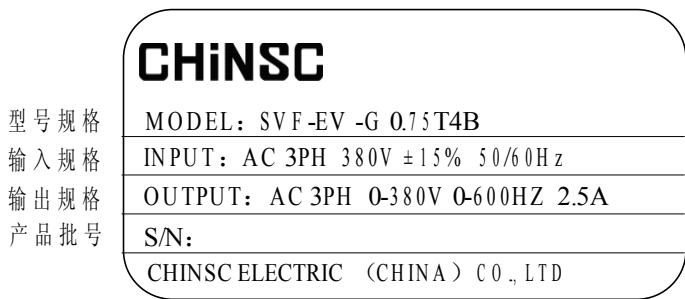 CHiNSC
型号规格 MODEL：SVF-EV -G 0.75T4B
输入规格 INPUT：AC 3PH 380V ±15% 50/60Hz
输出规格 OUTPUT：AC 3PH 0-380V 0-600HZ 2.5A
产品批号 S/N：
CHINSC ELECTRIC （CHINA）CO.,LTD